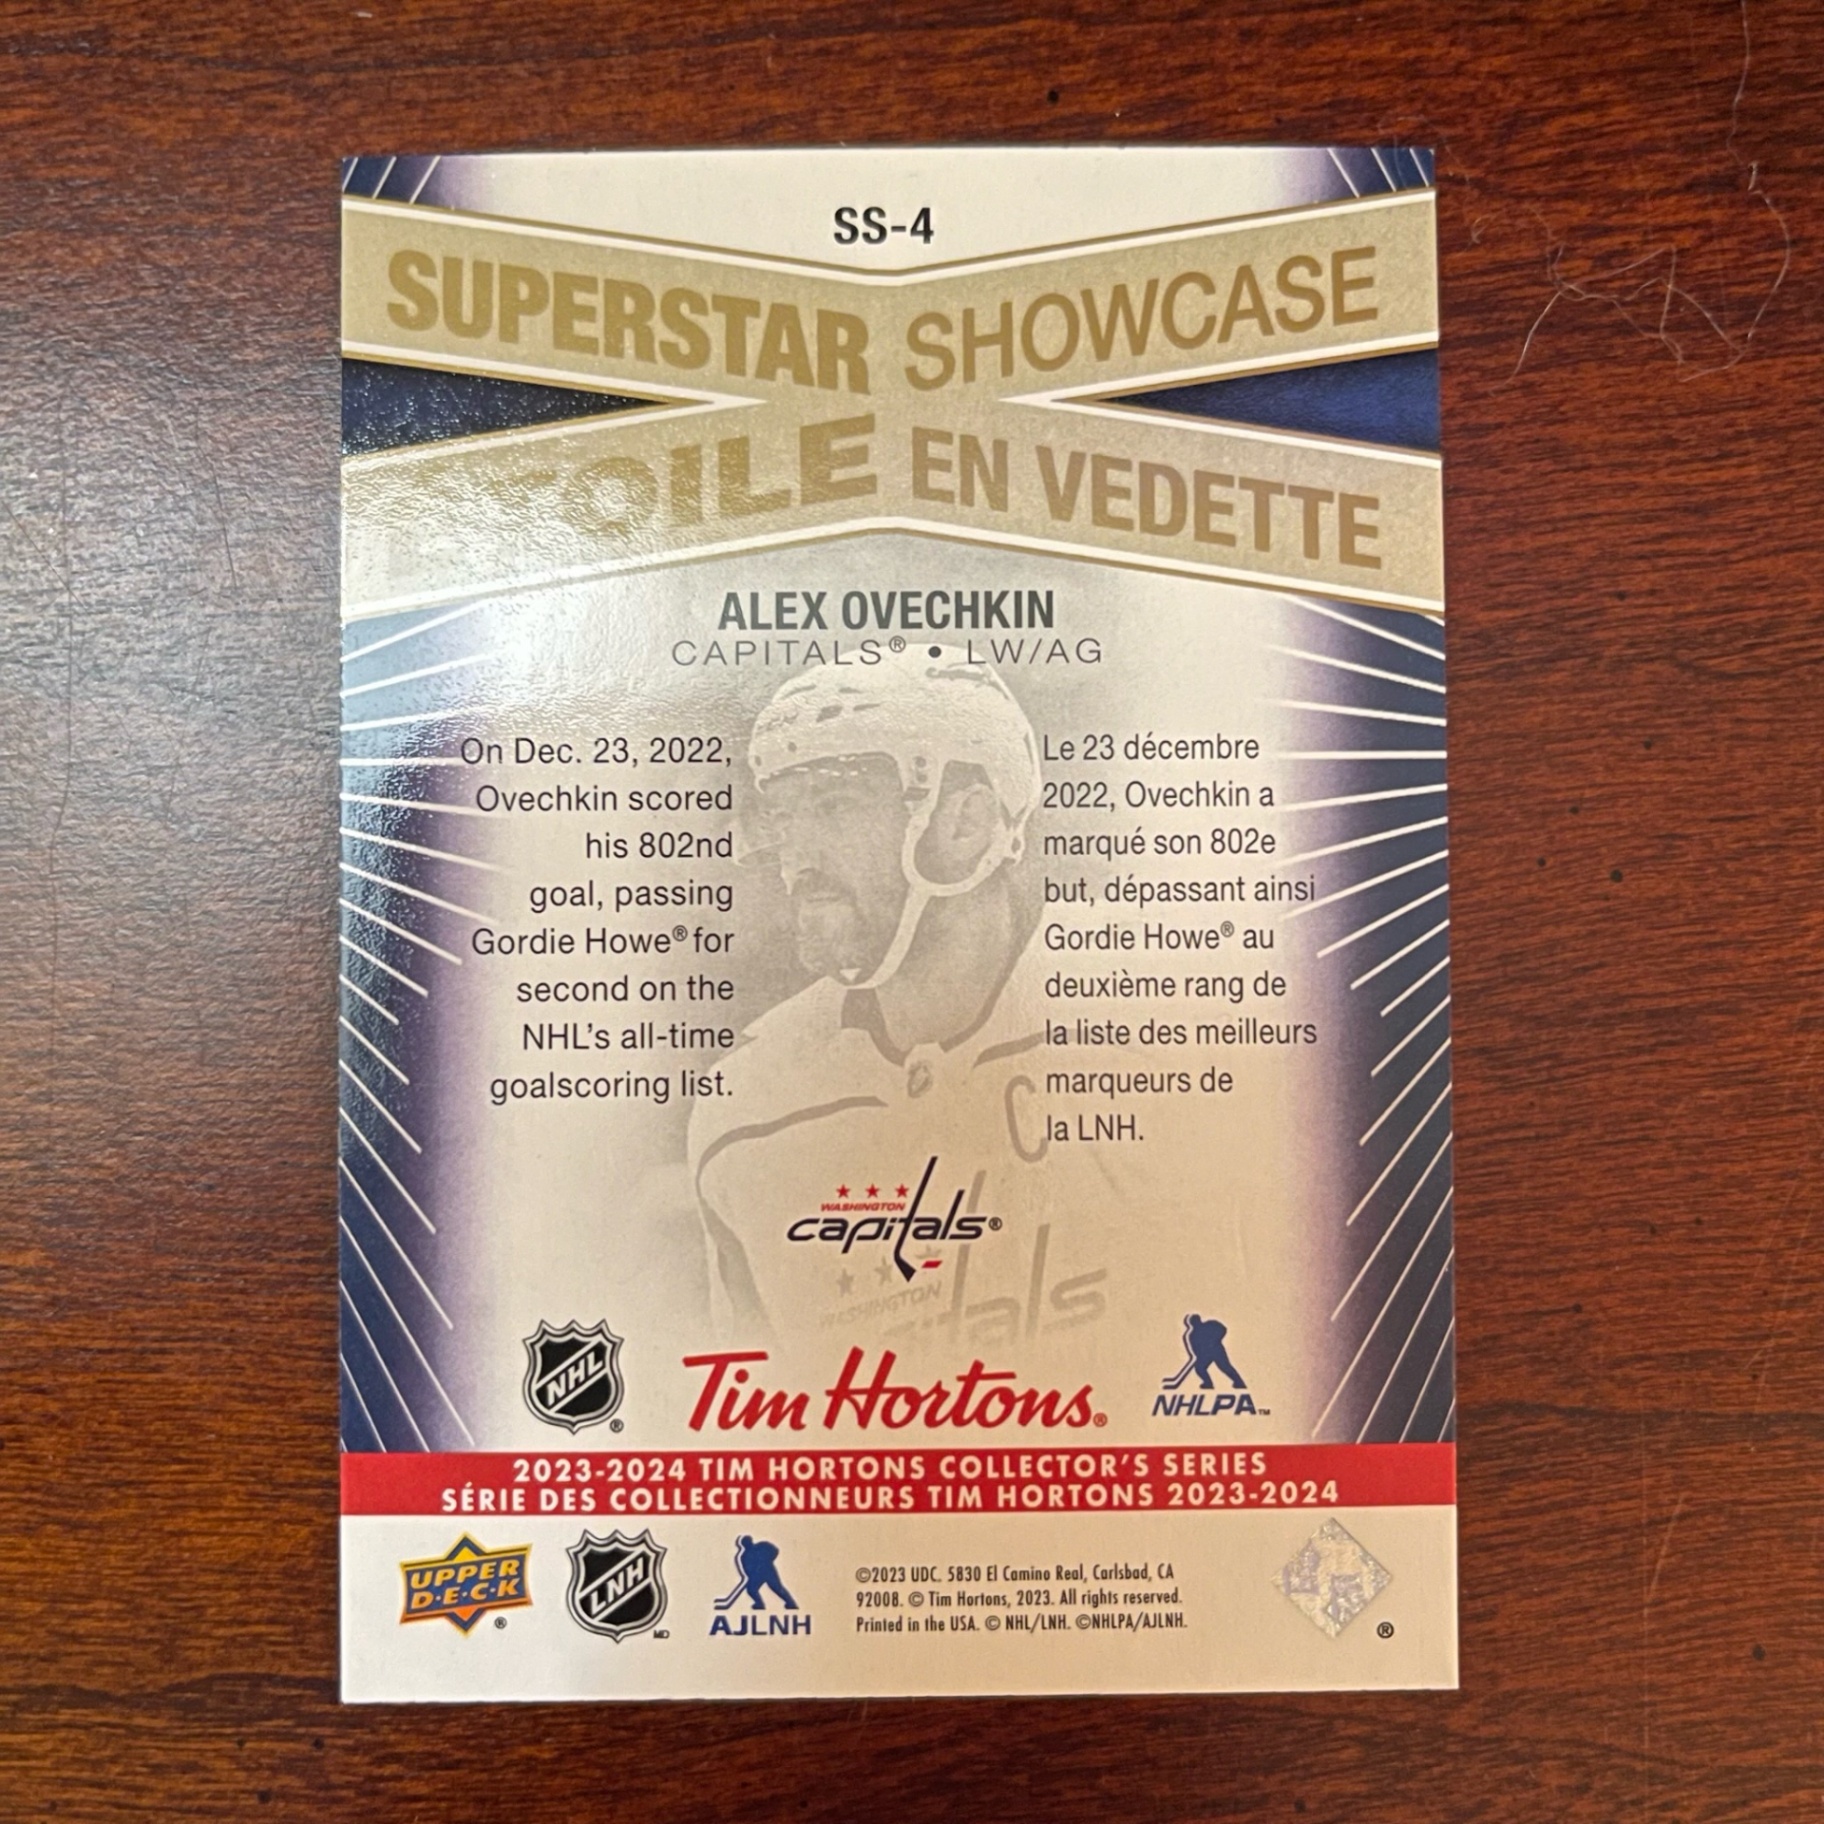 SS-4
SUPERSTAR SHOWCASE
EN VEDETTE
ALEX OVECHKIN
CAPITALS® • LW/AG
On Dec. 23, 2022,
Ovechkin scored
his 802nd
goal, passing
Gordie Howe® for
second on the
NHL's all-time
goalscoring list.
Le 23 décembre
2022, Ovechkin a
marqué son 802e
but, dépassant ainsi
Gordie Howe® au
deuxième rang de
la liste des meilleurs
marqueurs de
la LNH.
C
WASHINGTON
capitals®
WASHINGTON
NHL ®
Tim Hortons®
NHLPA™
2023-2024 TIM HORTONS COLLECTOR'S SERIES
SÉRIE DES COLLECTIONNEURS TIM HORTONS 2023-2024
UPPER
D·E·C·K ®
LNH MD
AJLNH
©2023 UDC. 5830 El Camino Real, Carlsbad, CA
92008. © Tim Hortons, 2023. All rights reserved.
Printed in the USA. © NHL/LNH. ©NHLPA/AJLNH.
®